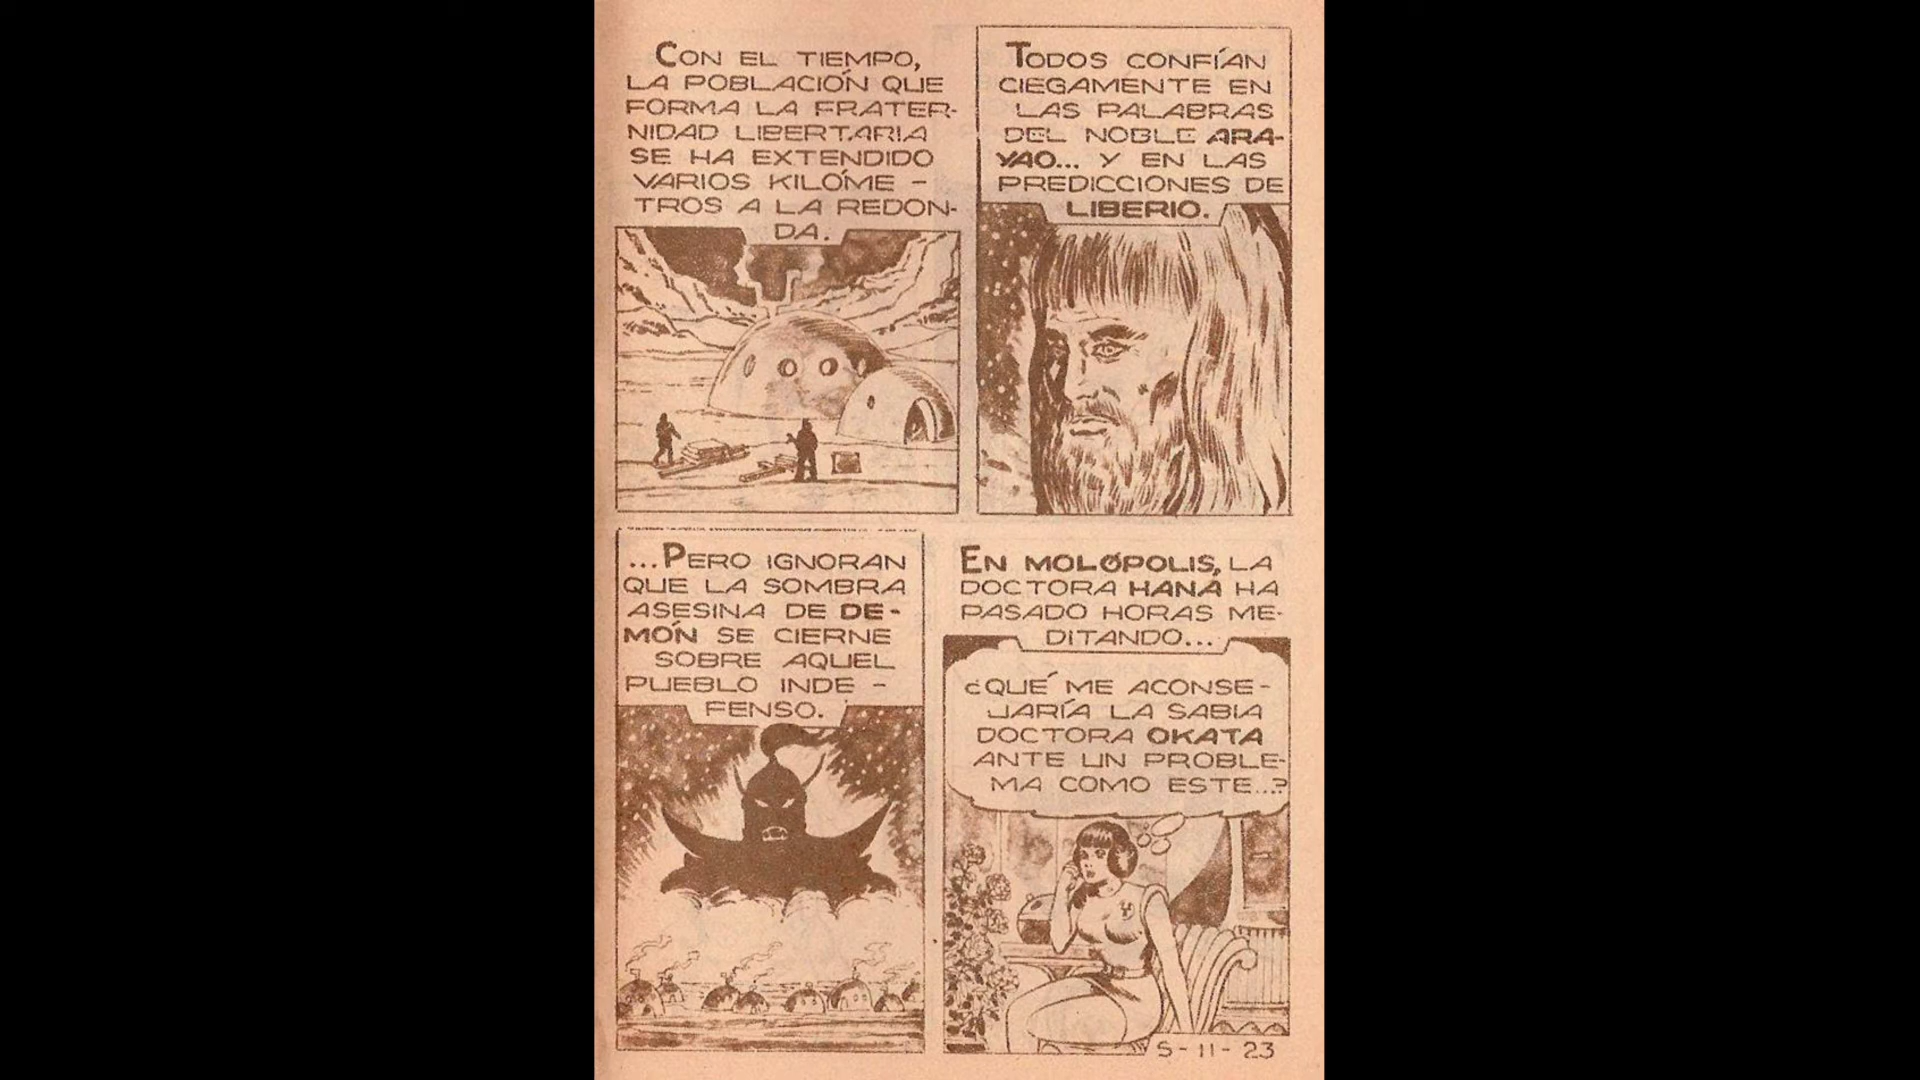 CON EL TIEMPO,
LA POBLACIÓN QUE
FORMA LA FRATER-
NIDAD LIBERTARIA
SE HA EXTENDIDO
VARIOS KILÓME -
TROS A LA REDON-
DA.
TODOS CONFÍAN
CIEGAMENTE EN
LAS PALABRAS
DEL NOBLE ARA-
YAO... Y EN LAS
PREDICCIONES DE
LIBERIO.
...PERO IGNORAN
QUE LA SOMBRA
ASESINA DE DE-
MÓN SE CIERNE
SOBRE AQUEL
PUEBLO INDE -
FENSO.
EN MOLÓPOLIS, LA
DOCTORA HANA HA
PASADO HORAS ME-
DITANDO...
¿QUÉ ME ACONSE-
JARÍA LA SABIA
DOCTORA OKATA
ANTE UN PROBLE-
MA COMO ESTE...?
S-11-23